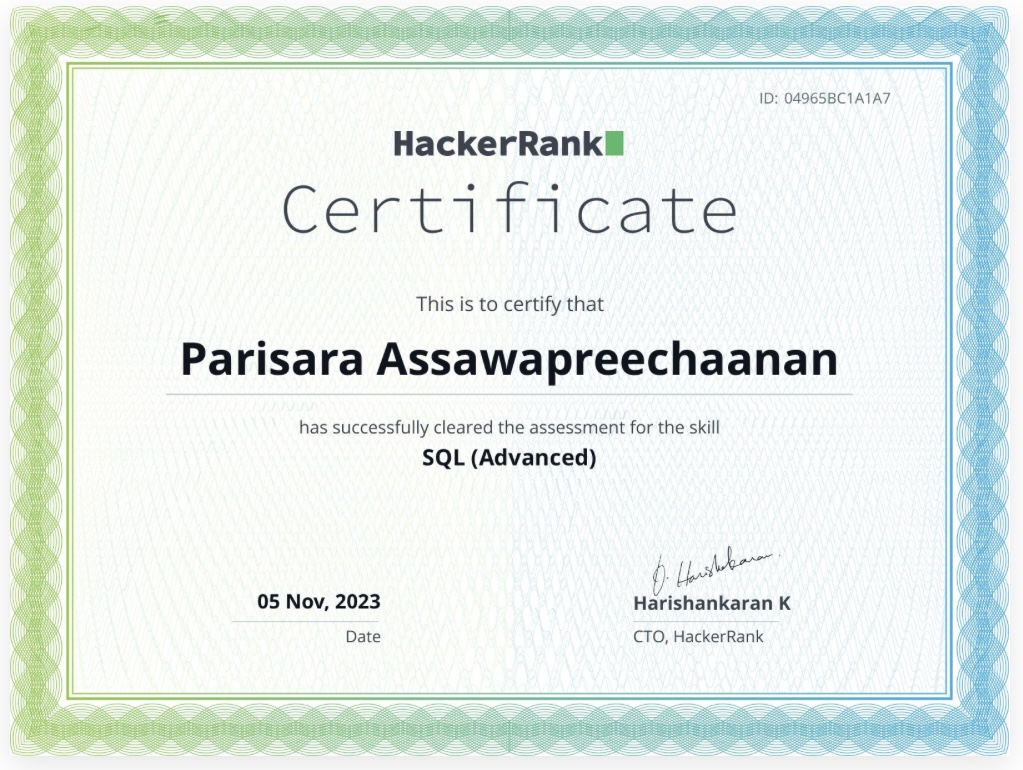 ID: 04965BC1A1A7
HackerRank
Certificate
This is to certify that
Parisara Assawapreechaanan
has successfully cleared the assessment for the skill
SQL (Advanced)
05 Nov, 2023
Date
Harishankaran K
CTO, HackerRank